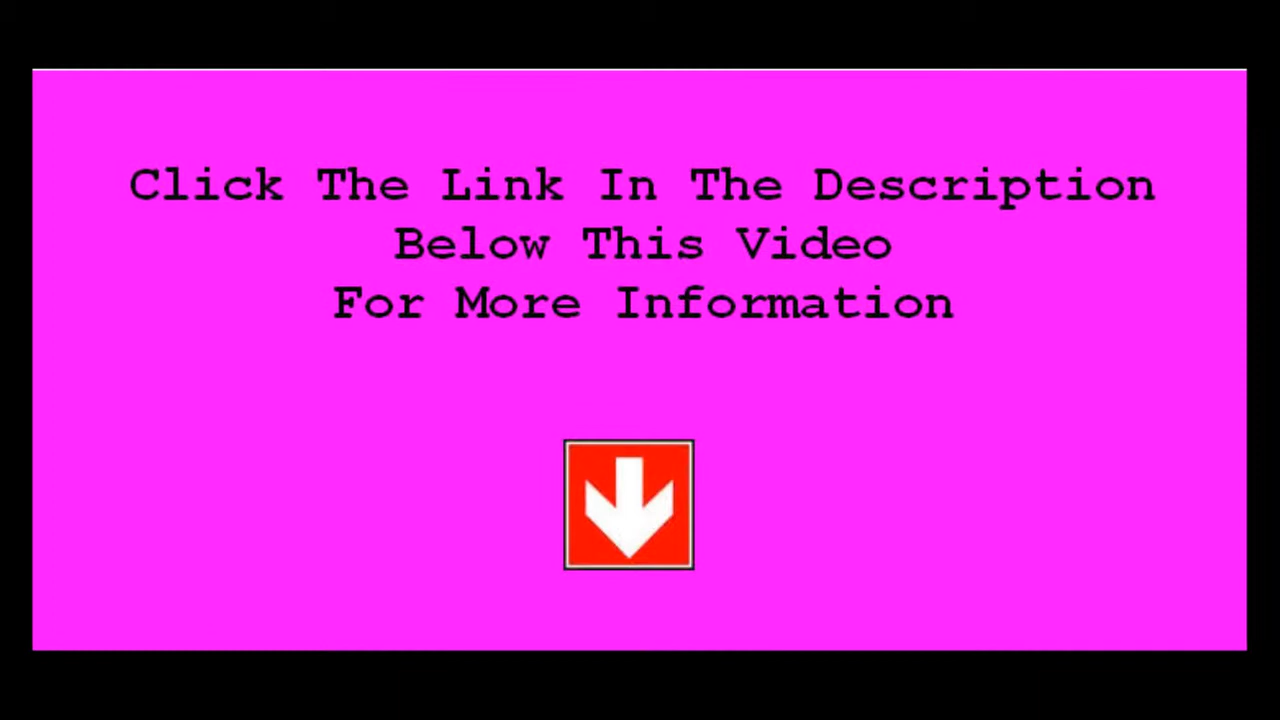 Click The Link In The Description
Below This Video
For More Information